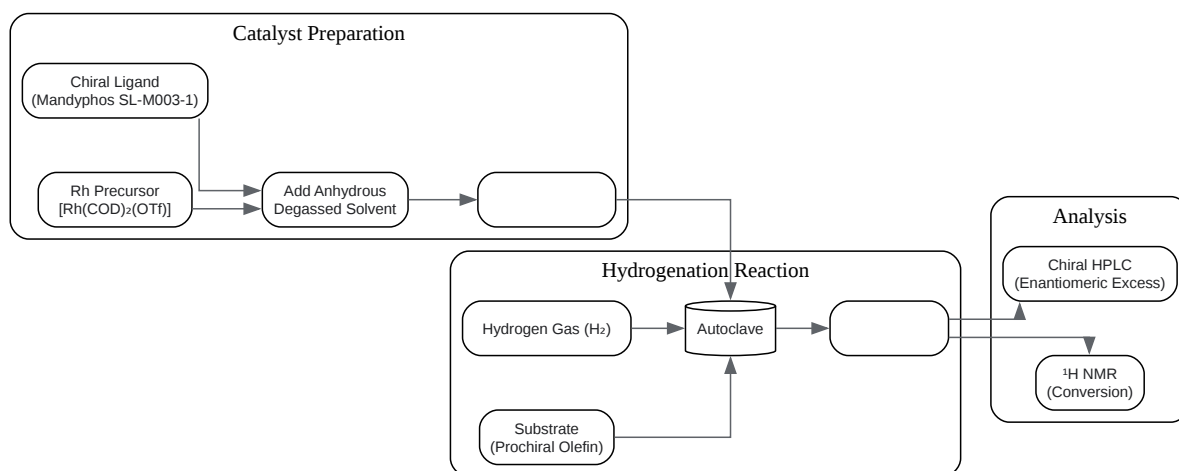 Catalyst Preparation
Chiral Ligand
(Mandyphos SL-M003-1)
Rh Precursor
[Rh(COD)₂(OTf)]
Add Anhydrous
Degassed Solvent
Hydrogenation Reaction
Hydrogen Gas (H₂)
Autoclave
Substrate
(Prochiral Olefin)
Analysis
Chiral HPLC
(Enantiomeric Excess)
¹H NMR
(Conversion)